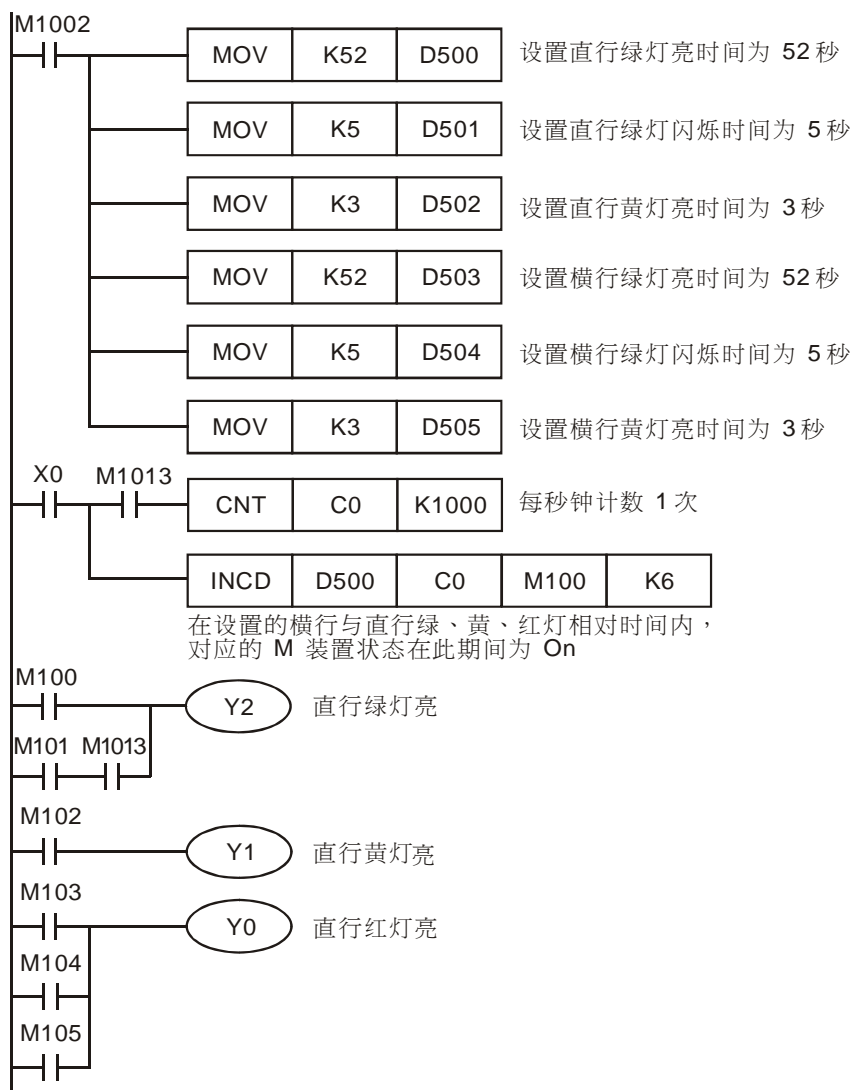 M1002
MOV K52 D500 设置直行绿灯亮时间为 52 秒
MOV K5 D501 设置直行绿灯闪烁时间为 5 秒
MOV K3 D502 设置直行黄灯亮时间为 3 秒
MOV K52 D503 设置横行绿灯亮时间为 52 秒
MOV K5 D504 设置横行绿灯闪烁时间为 5 秒
MOV K3 D505 设置横行黄灯亮时间为 3 秒
X0 M1013
CNT C0 K1000 每秒钟计数 1 次
INCD D500 C0 M100 K6
在设置的横行与直行绿、黄、红灯相对时间内，
对应的 M 装置状态在此期间为 On
M100
Y2 直行绿灯亮
M101 M1013
M102
Y1 直行黄灯亮
M103
Y0 直行红灯亮
M104
M105